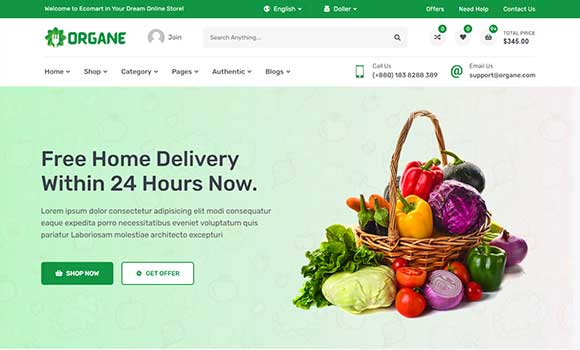 Welcome to Ecomart in Your Dream Online Store!
English
Doller
Offers
Need Help
Contact Us
ORGANE
Join
Search Anything...
0
0
9+
TOTAL PRICE
$345.00
Home
Shop
Category
Pages
Authentic
Blogs
Call Us
(+880) 183 8288 389
Email Us
support@organe.com
Free Home Delivery
Within 24 Hours Now.
Lorem ipsum dolor consectetur adipisicing elit modi consequatur
eaque expedita porro necessitatibus eveniet voluptatum quis
pariatur Laboriosam molestiae architecto excepturi
SHOP NOW
GET OFFER